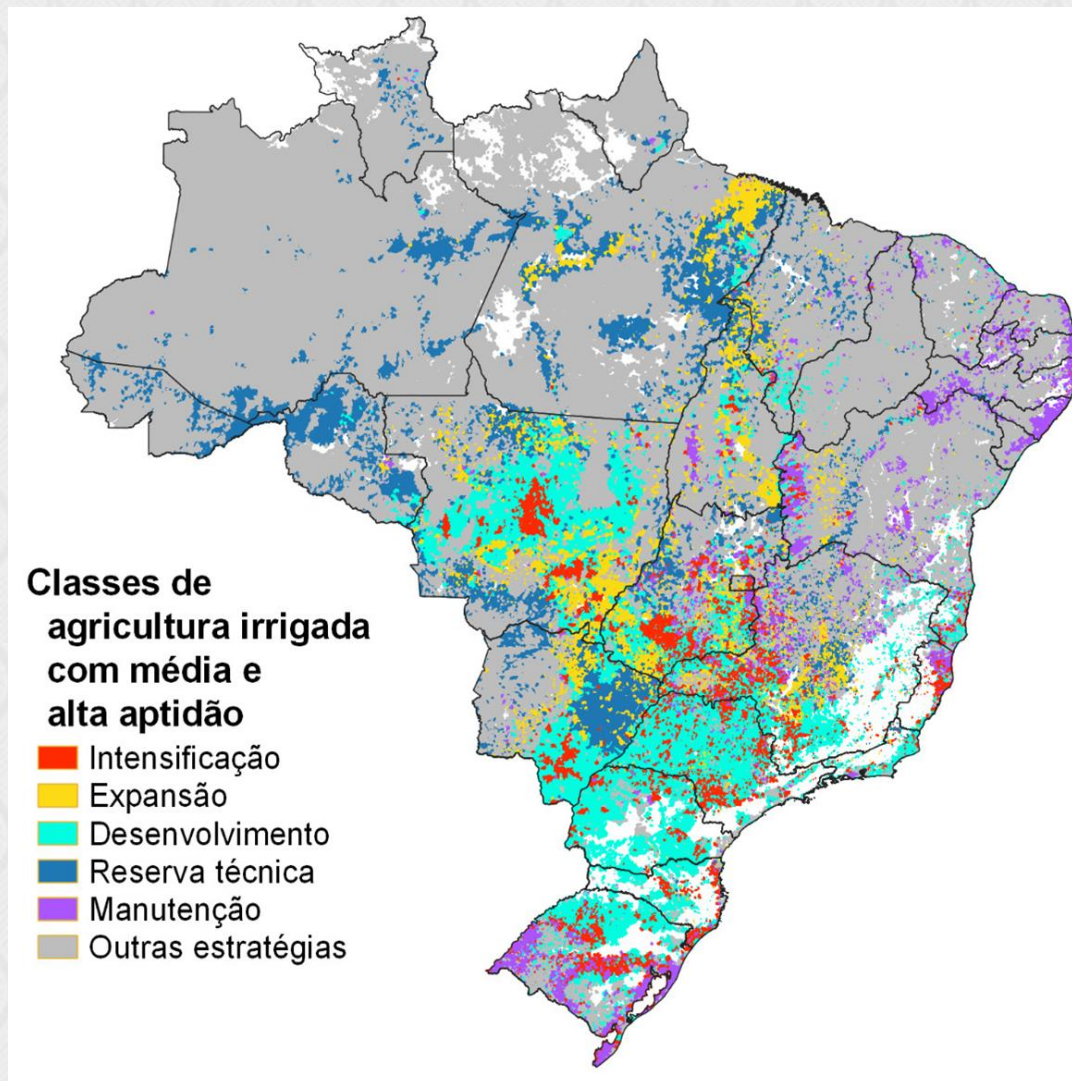 Classes de
agricultura irrigada
com média e
alta aptidão
Intensificação
Expansão
Desenvolvimento
Reserva técnica
Manutenção
Outras estratégias